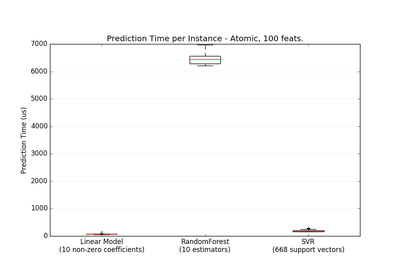 Prediction Time per Instance - Atomic, 100 feats.
7000
6000
5000
4000
3000
2000
1000
0
Prediction Time (us)
Linear Model
(10 non-zero coefficients)
RandomForest
(10 estimators)
SVR
(668 support vectors)